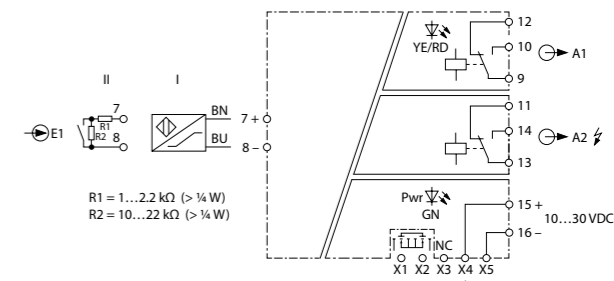 12
YE/RD
10
A1
9
II
I
7
BN
7 +
R1
R2
E1
8
BU
8 –
11
14
A2
13
R1 = 1…2.2 kΩ (> ¼ W)
R2 = 10…22 kΩ (> ¼ W)
Pwr
GN
15 +
10…30 VDC
16 –
NC
X1 X2 X3 X4 X5